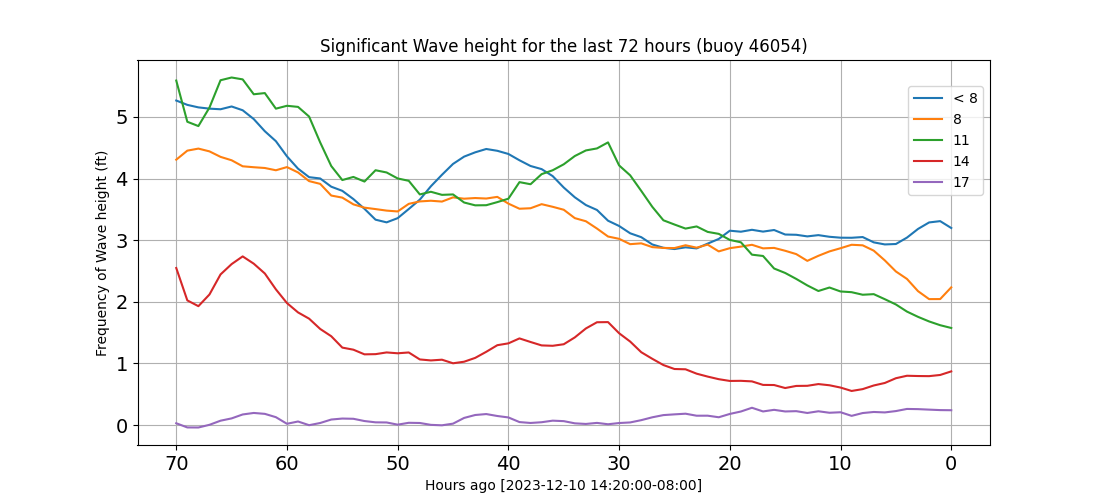 Significant Wave height for the last 72 hours (buoy 46054)
Frequency of Wave height (ft)
5
4
3
2
1
0
< 8
8
11
14
17
70 60 50 40 30 20 10 0
Hours ago [2023-12-10 14:20:00-08:00]